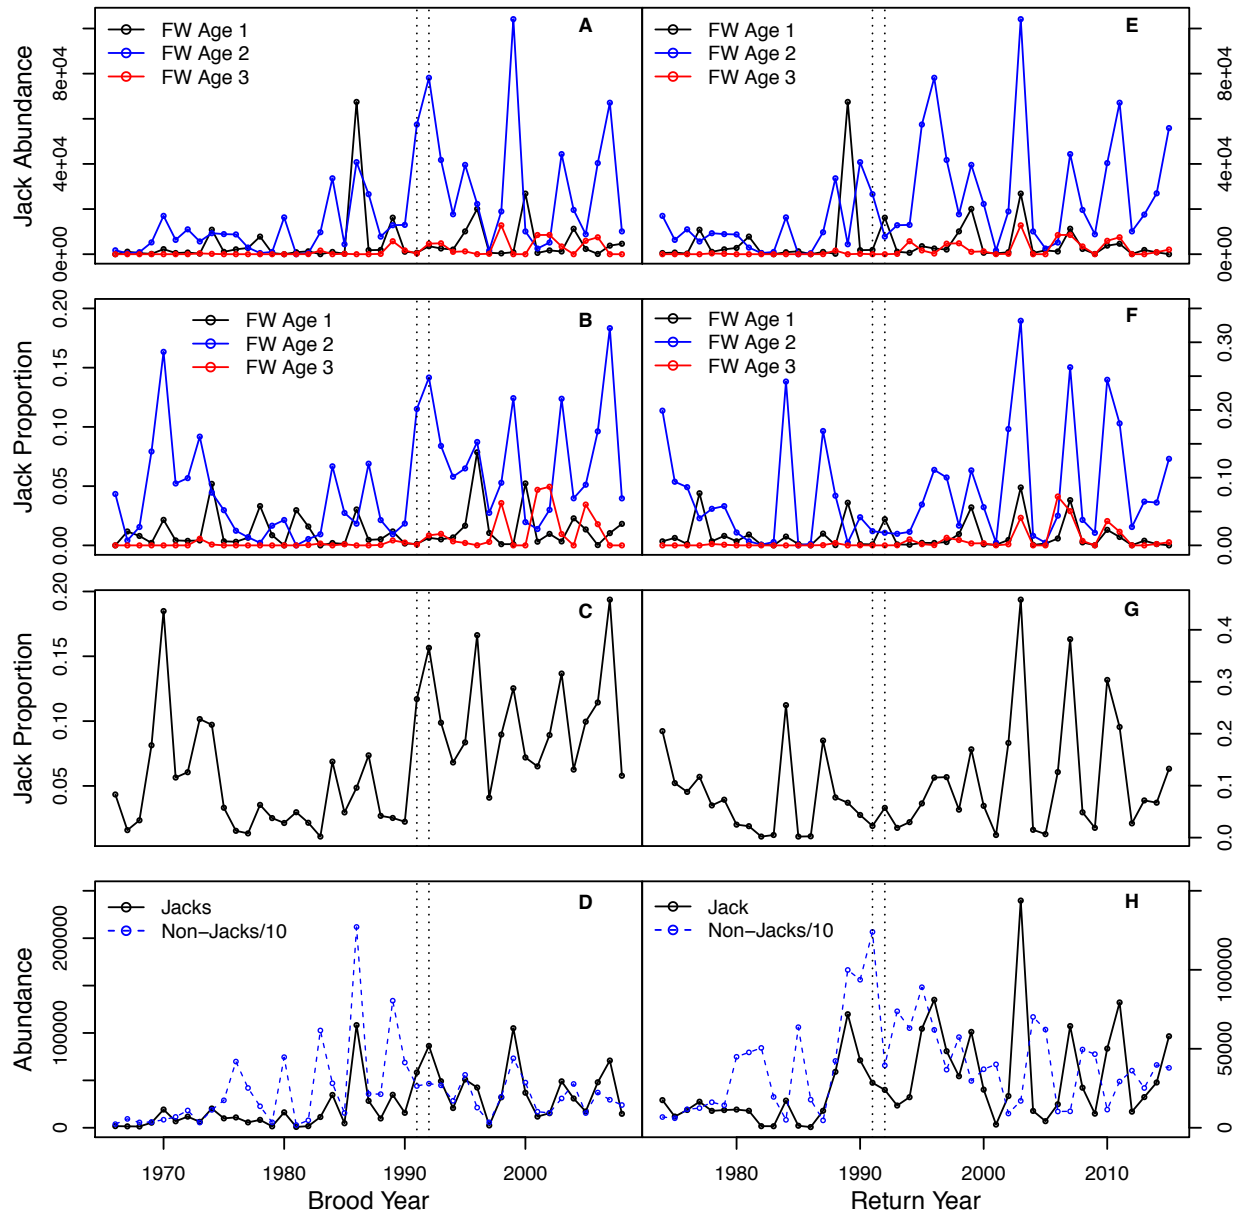 Jack Abundance
0e+00 4e+04 8e+04
FW Age 1
FW Age 2
FW Age 3
A
FW Age 1
FW Age 2
FW Age 3
E
0e+00 4e+04 8e+04
Jack Proportion
0.00 0.05 0.10 0.15 0.20
FW Age 1
FW Age 2
FW Age 3
B
FW Age 1
FW Age 2
FW Age 3
F
0.00 0.10 0.20 0.30
Jack Proportion
0.05 0.10 0.15 0.20
C
G
0.0 0.1 0.2 0.3 0.4
Abundance
0 100000 200000
Jacks
Non-Jacks/10
D
Jack
Non-Jacks/10
H
0 50000 100000
1970 1980 1990 2000
1980 1990 2000 2010
Brood Year
Return Year